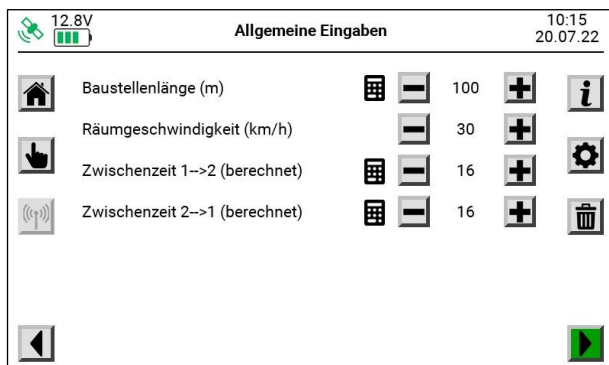 12.8V
Allgemeine Eingaben
10:15
20.07.22
Baustellenlänge (m) 100
Räumgeschwindigkeit (km/h) 30
Zwischenzeit 1-->2 (berechnet) 16
Zwischenzeit 2-->1 (berechnet) 16